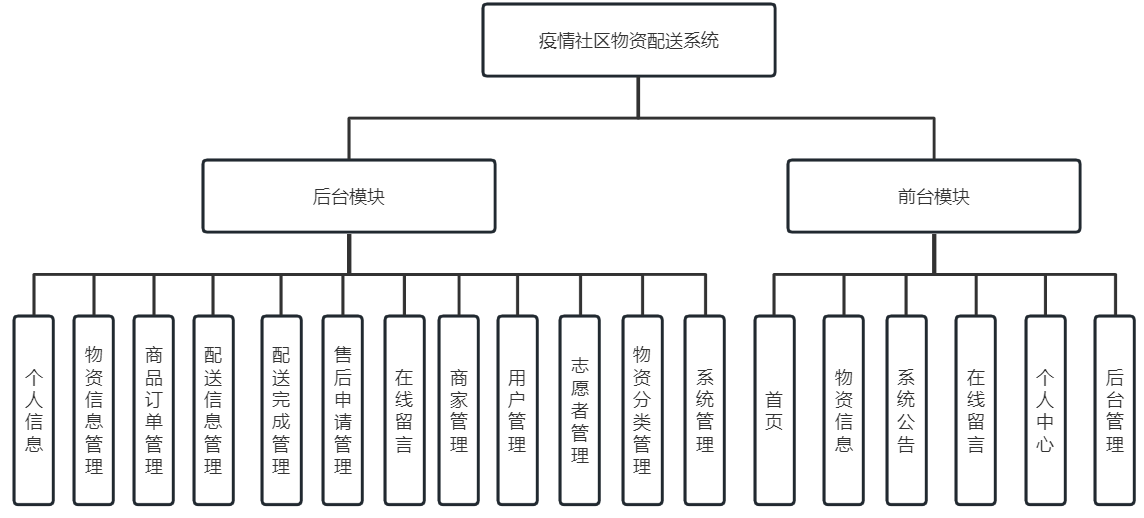 疫情社区物资配送系统
后台模块
前台模块
个人信息
物资信息管理
商品订单管理
配送信息管理
配送完成管理
售后申请管理
在线留言
商家管理
用户管理
志愿者管理
物资分类管理
系统管理
首页
物资信息
系统公告
在线留言
个人中心
后台管理